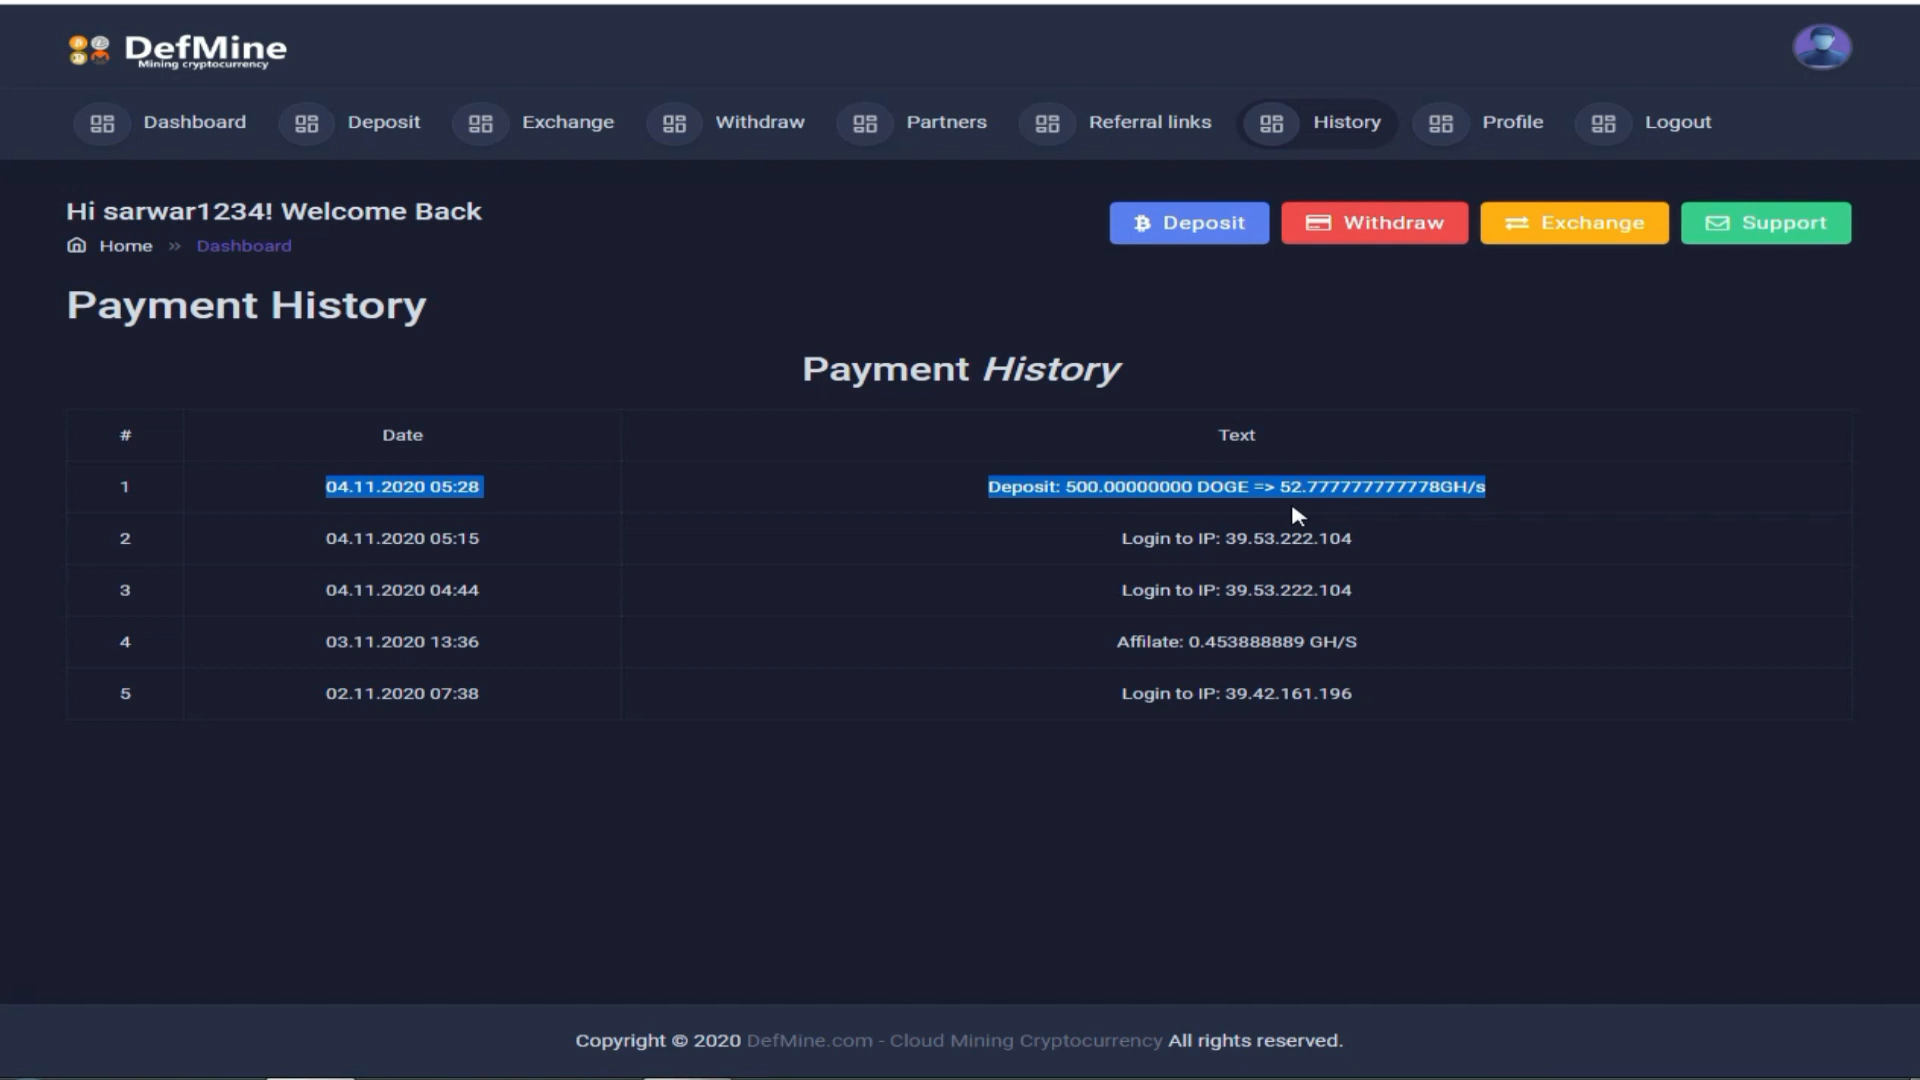 DefMine
Mining cryptocurrency
Dashboard Deposit Exchange Withdraw Partners Referral links History Profile Logout
Hi sarwar1234! Welcome Back
Home » Dashboard
Deposit Withdraw Exchange Support
Payment History
Payment History
# Date Text
1 04.11.2020 05:28 Deposit: 500.00000000 DOGE => 52.777777777778GH/s
2 04.11.2020 05:15 Login to IP: 39.53.222.104
3 04.11.2020 04:44 Login to IP: 39.53.222.104
4 03.11.2020 13:36 Affilate: 0.453888889 GH/S
5 02.11.2020 07:38 Login to IP: 39.42.161.196
Copyright © 2020 DefMine.com - Cloud Mining Cryptocurrency All rights reserved.